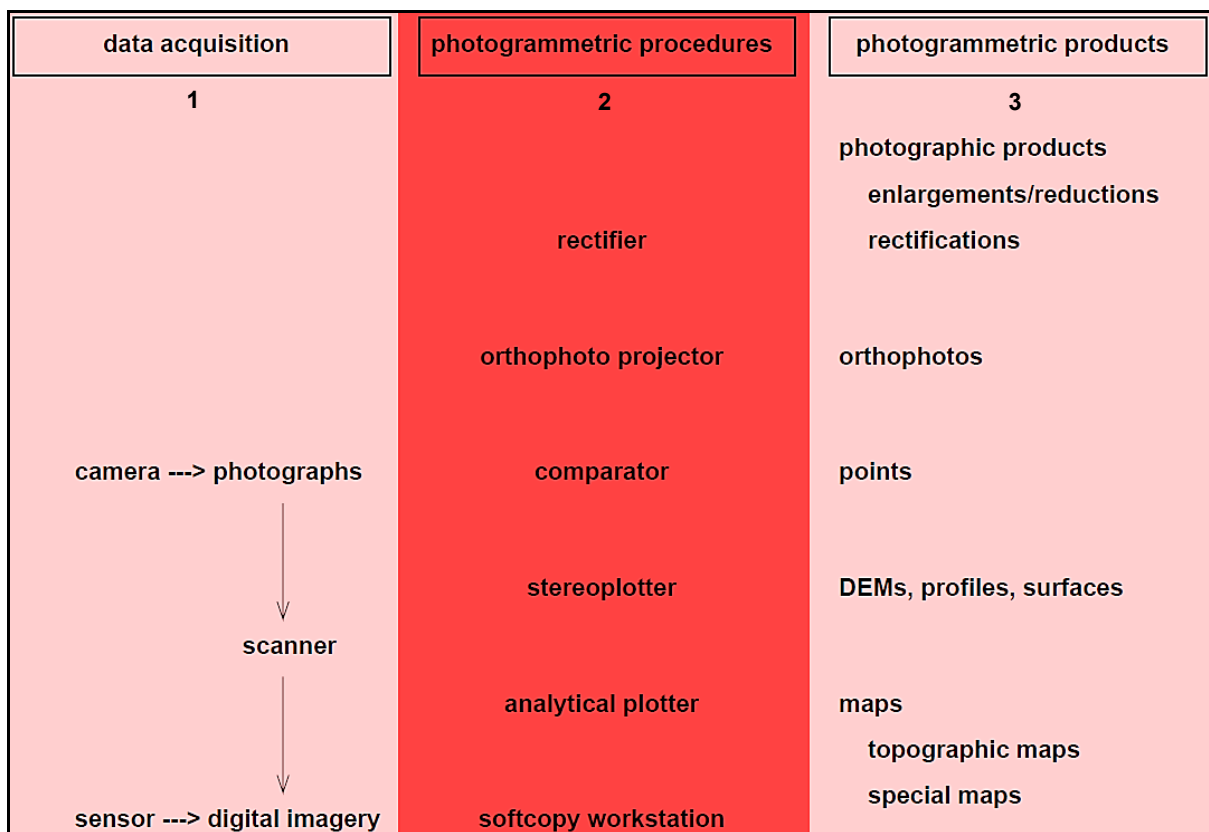 data acquisition
photogrammetric procedures
photogrammetric products
1
2
3
photographic products
enlargements/reductions
rectifier
rectifications
orthophoto projector
orthophotos
camera ---> photographs
comparator
points
stereoplotter
DEMs, profiles, surfaces
scanner
analytical plotter
maps
topographic maps
special maps
sensor ---> digital imagery
softcopy workstation